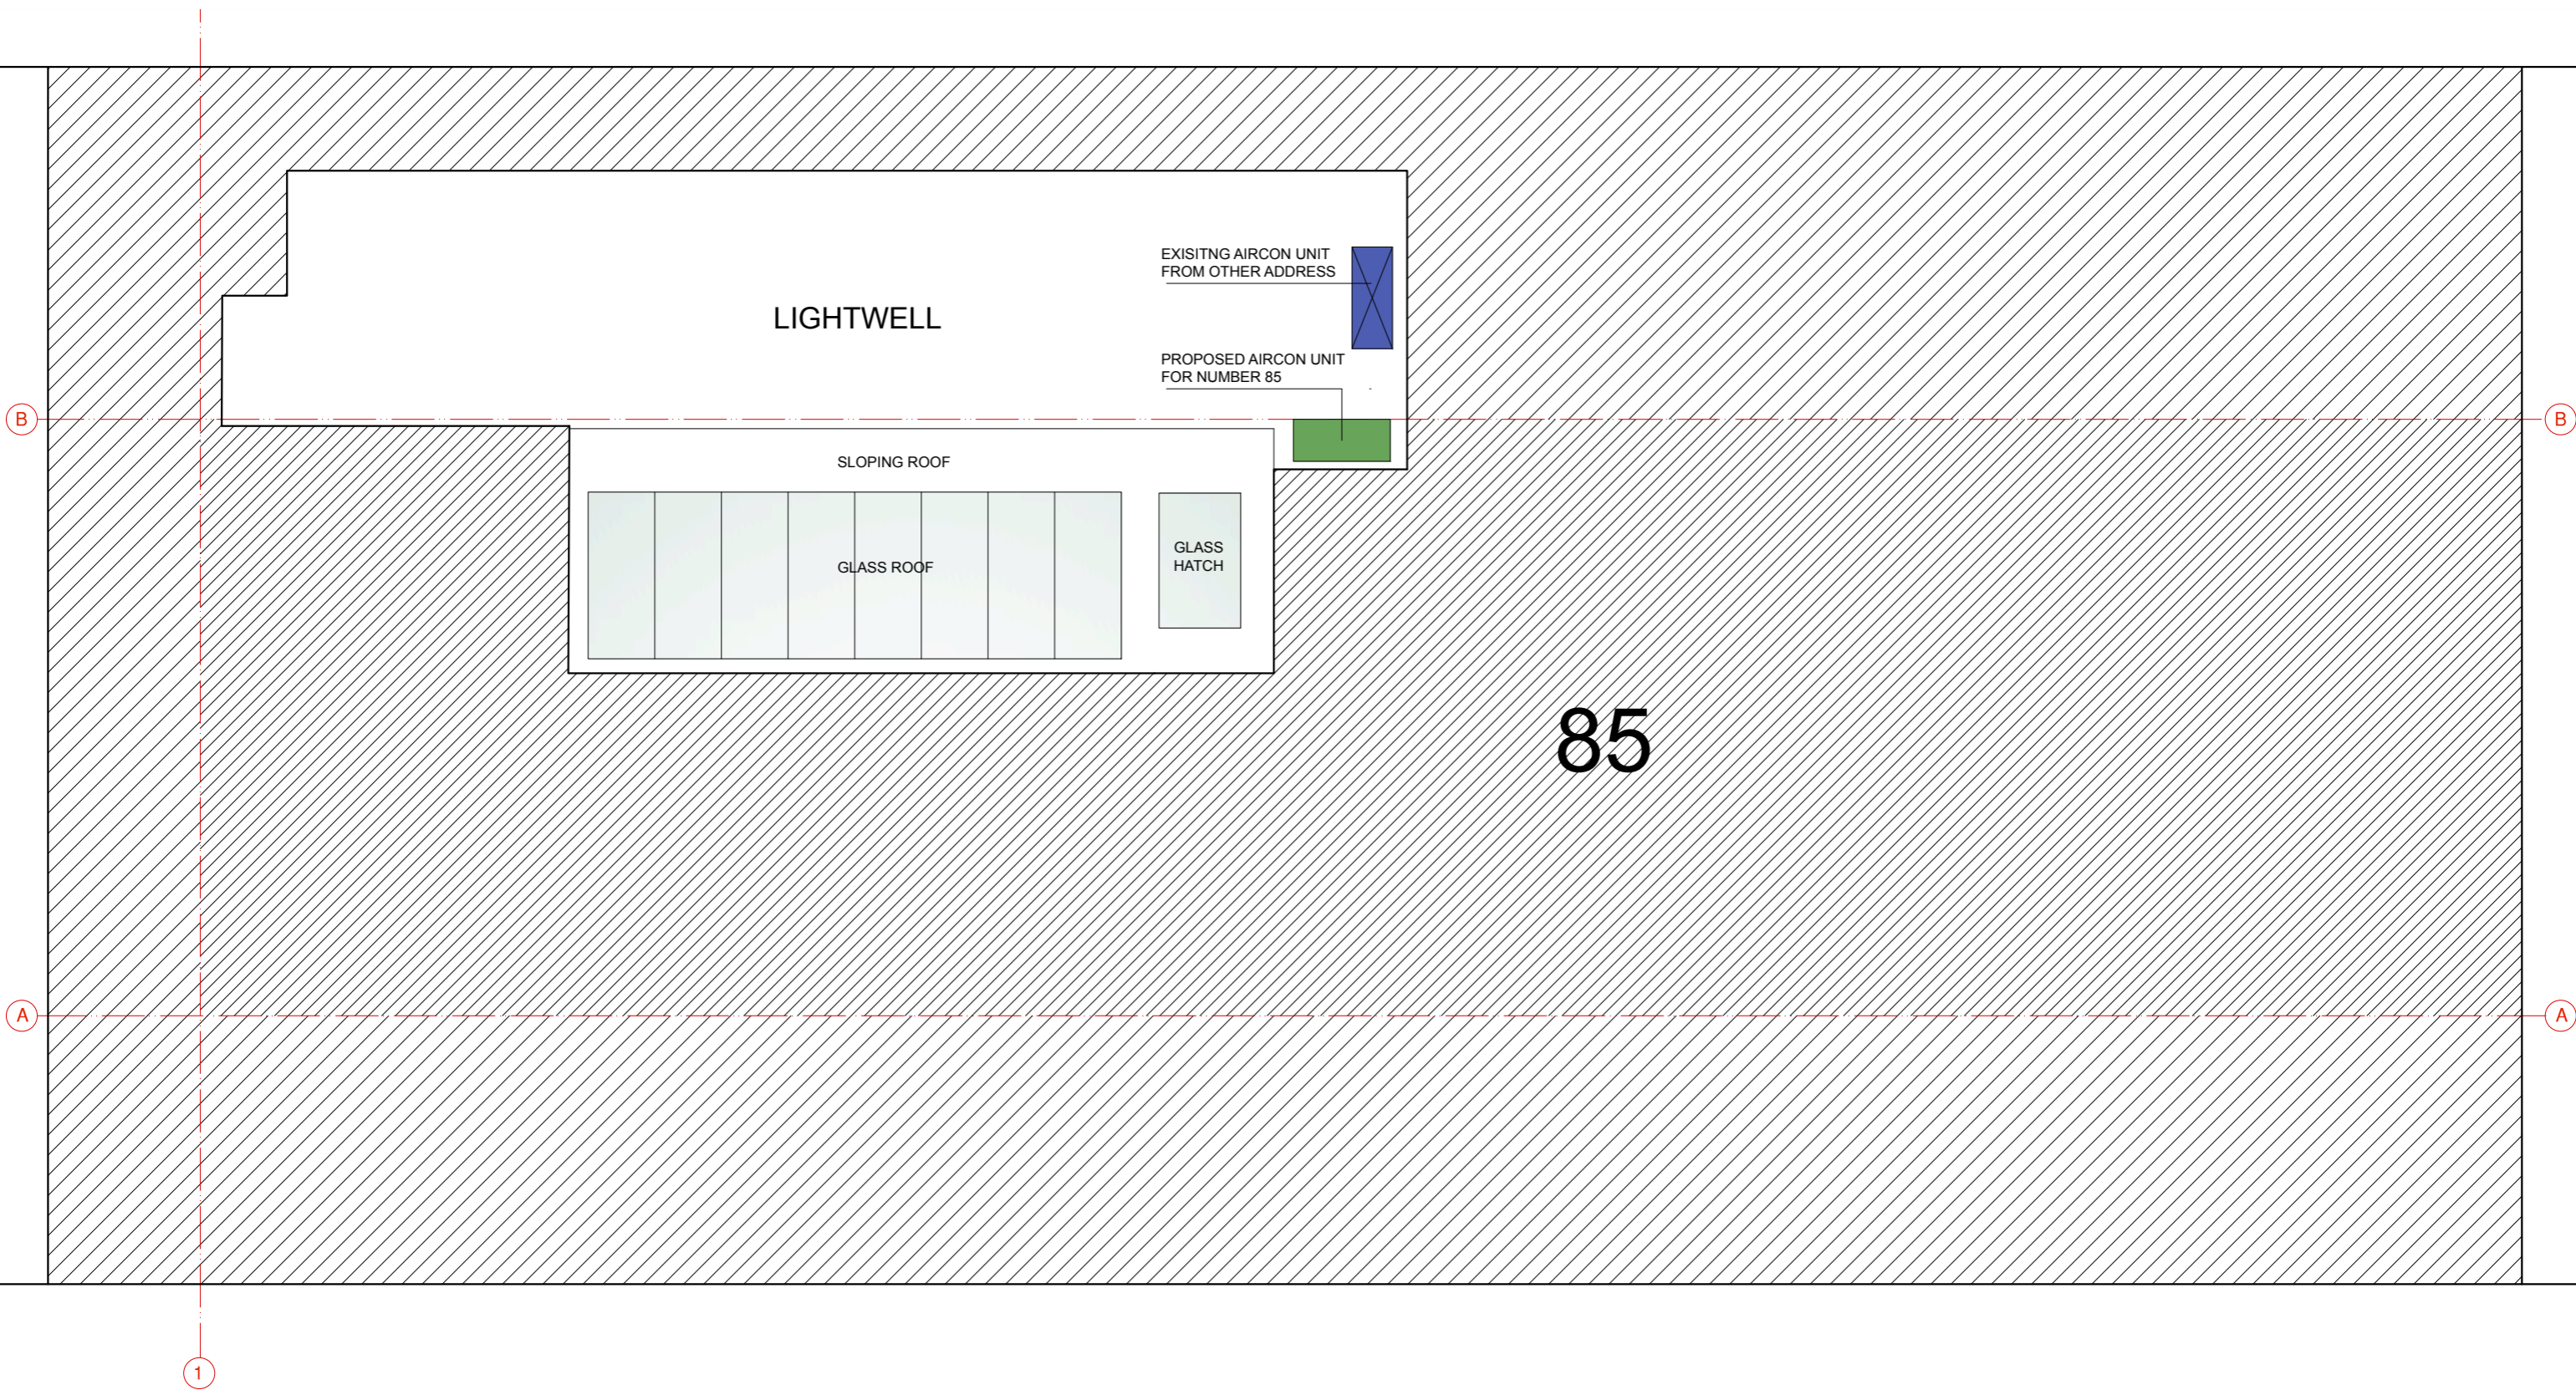 EXISITNG AIRCON UNIT
FROM OTHER ADDRESS
LIGHTWELL
PROPOSED AIRCON UNIT
FOR NUMBER 85
B
B
SLOPING ROOF
GLASS
HATCH
GLASS ROOF
85
A
A
1